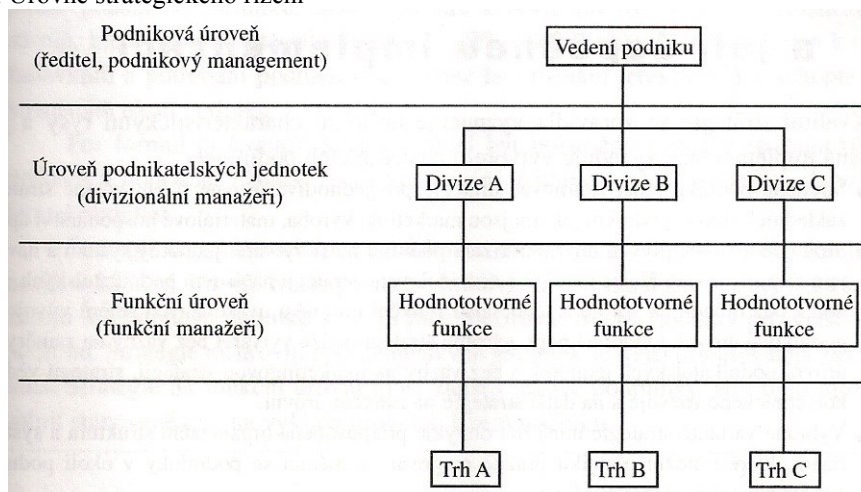 Úrovně strategického řízení
Podniková úroveň
(ředitel, podnikový management)
Vedení podniku
Úroveň podnikatelských jednotek
(divizionální manažeři)
Divize A
Divize B
Divize C
Funkční úroveň
(funkční manažeři)
Hodnototvorné
funkce
Hodnototvorné
funkce
Hodnototvorné
funkce
Trh A
Trh B
Trh C